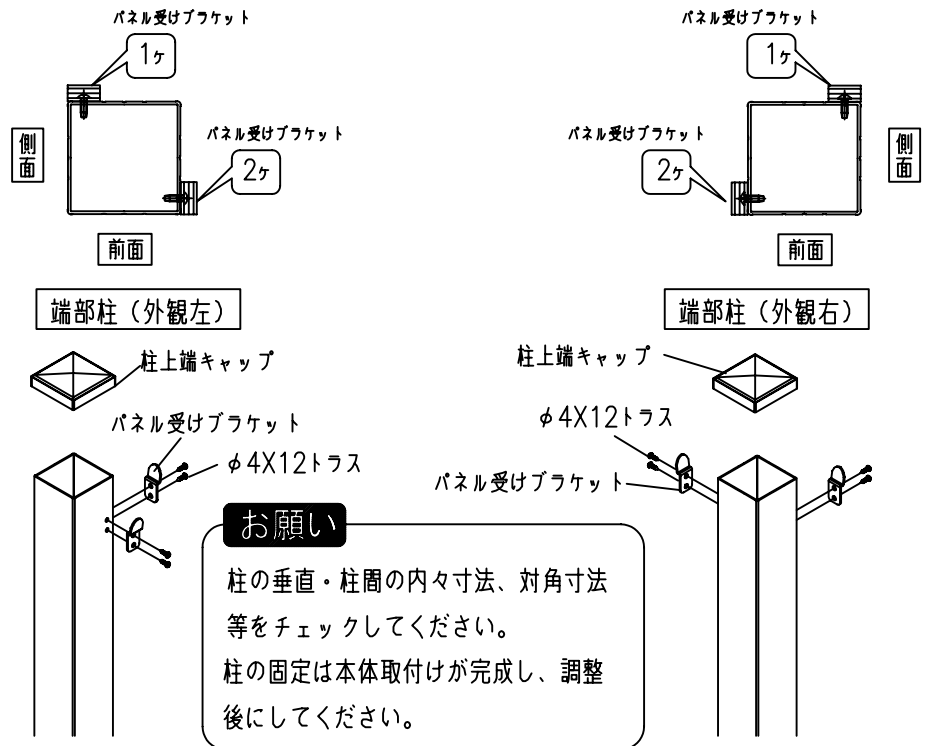 パネル受けブラケット
1ヶ
パネル受けブラケット
2ヶ
側面
前面
端部柱（外観左）
柱上端キャップ
パネル受けブラケット
φ4X12トラス
パネル受けブラケット
1ヶ
パネル受けブラケット
2ヶ
側面
前面
端部柱（外観右）
柱上端キャップ
φ4X12トラス
パネル受けブラケット
お願い
柱の垂直・柱間の内々寸法、対角寸法
等をチェックしてください。
柱の固定は本体取付けが完成し、調整
後にしてください。